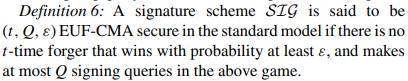 Definition 6: A signature scheme SIG is said to be
(t, Q, ε) EUF-CMA secure in the standard model if there is no
t-time forger that wins with probability at least ε, and makes
at most Q signing queries in the above game.